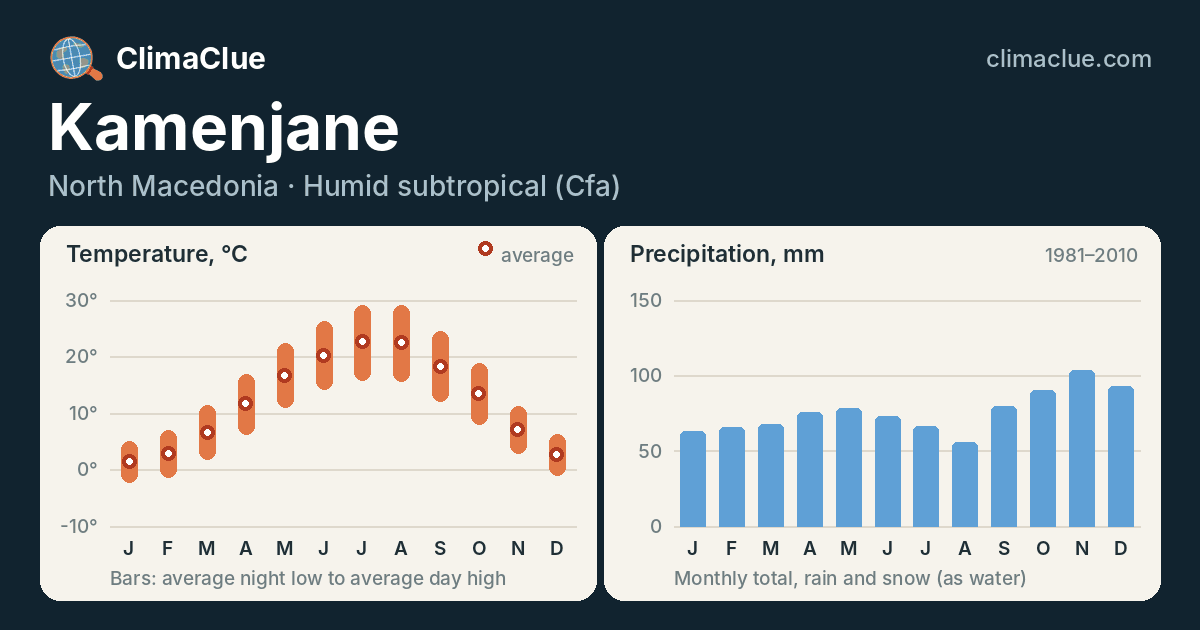 ClimaClue
climaclue.com
Kamenjane
North Macedonia · Humid subtropical (Cfa)
Temperature, °C
average
30°
20°
10°
0°
-10°
J F M A M J J A S O N D
Bars: average night low to average day high
Precipitation, mm
1981–2010
150
100
50
0
J F M A M J J A S O N D
Monthly total, rain and snow (as water)